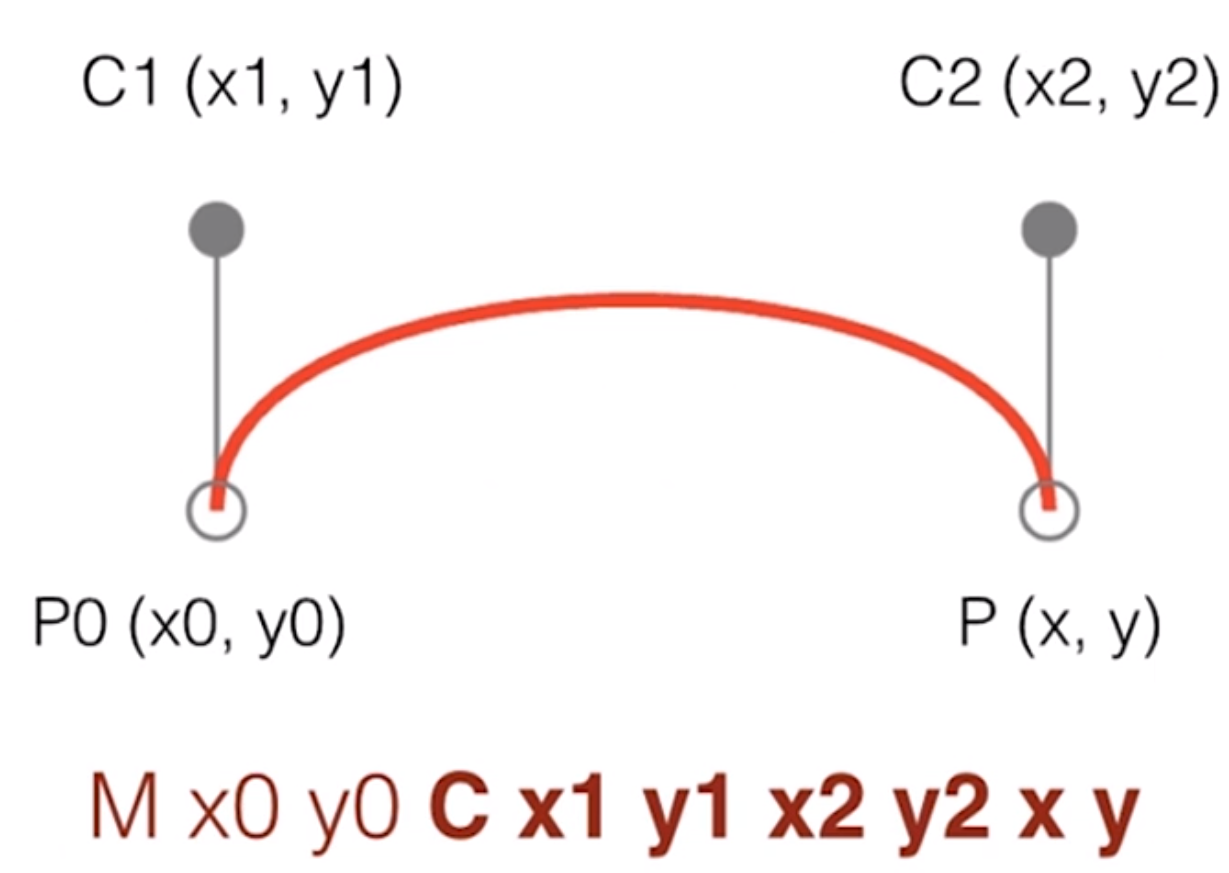 C1 (x1, y1)
C2 (x2, y2)
P0 (x0, y0)
P (x, y)
M x0 y0 C x1 y1 x2 y2 x y